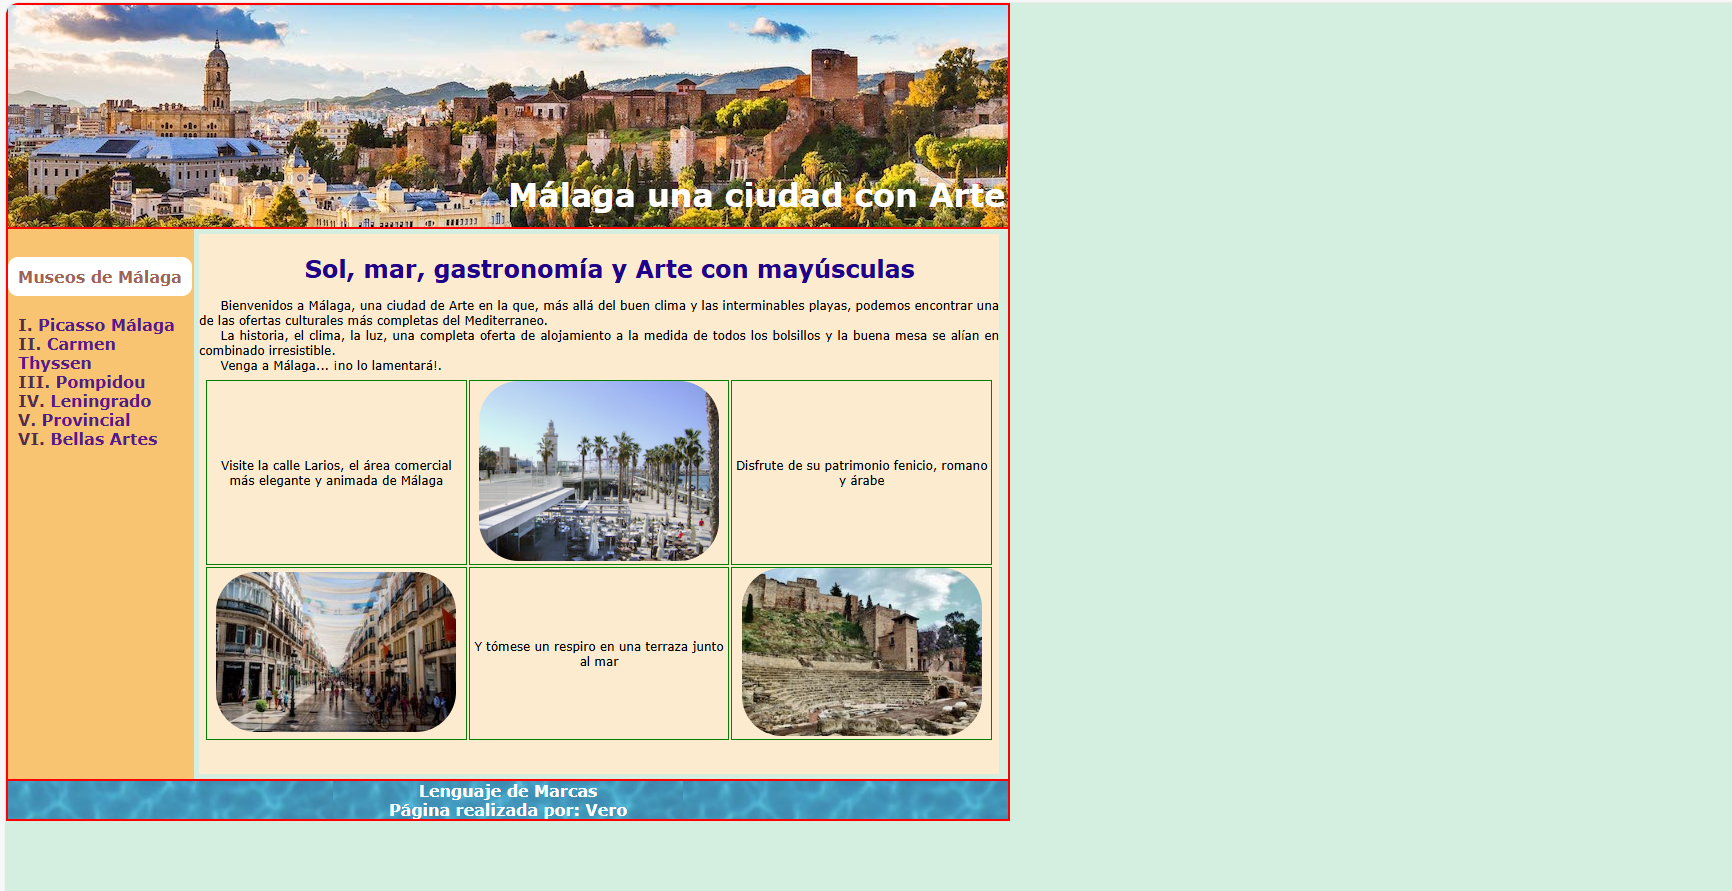 Málaga una ciudad con Arte
Museos de Málaga
I. Picasso Málaga
II. Carmen
Thyssen
III. Pompidou
IV. Leningrado
V. Provincial
VI. Bellas Artes
Sol, mar, gastronomía y Arte con mayúsculas
Bienvenidos a Málaga, una ciudad de Arte en la que, más allá del buen clima y las interminables playas, podemos encontrar una
de las ofertas culturales más completas del Mediterraneo.
La historia, el clima, la luz, una completa oferta de alojamiento a la medida de todos los bolsillos y la buena mesa se alían en
combinado irresistible.
Venga a Málaga... ¡no lo lamentará!.
Visite la calle Larios, el área comercial
más elegante y animada de Málaga
Disfrute de su patrimonio fenicio, romano
y árabe
Y tómese un respiro en una terraza junto
al mar
Lenguaje de Marcas
Página realizada por: Vero